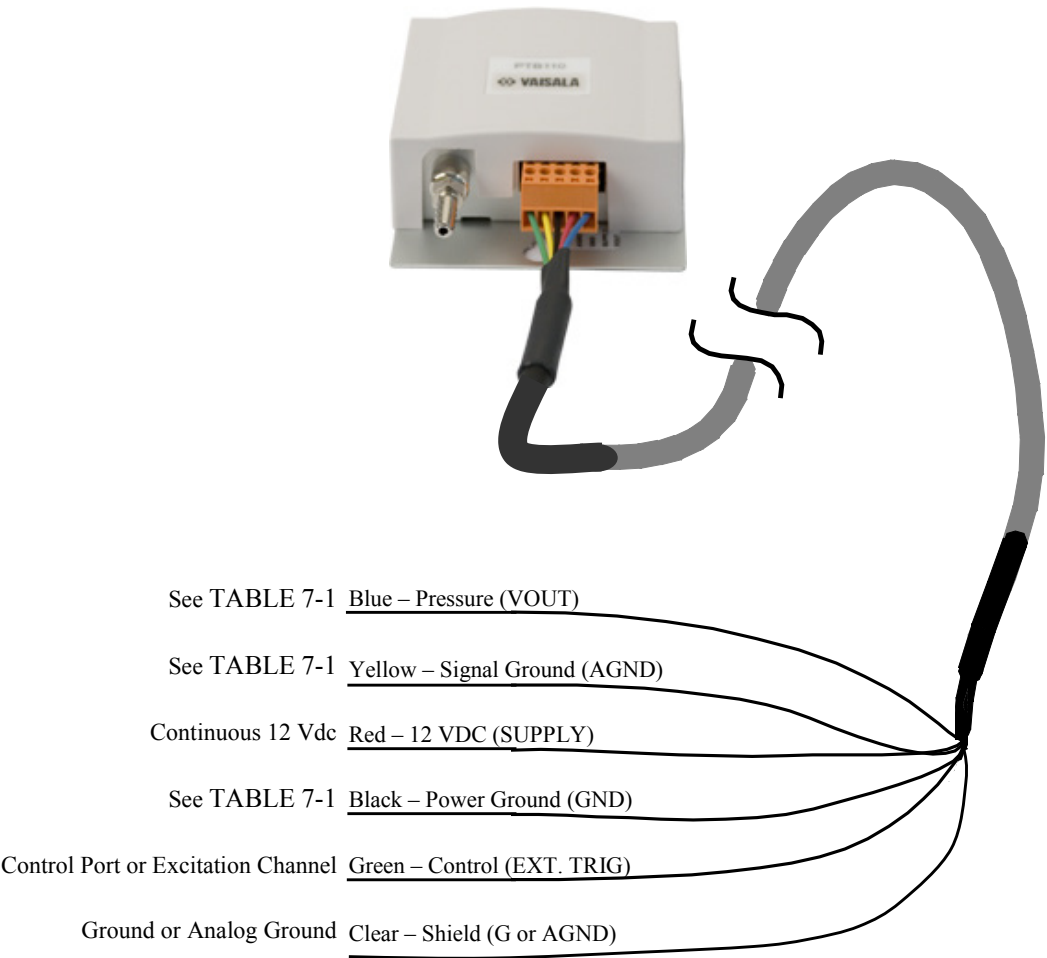 PTB110
VAISALA
See TABLE 7-1 Blue – Pressure (VOUT)
See TABLE 7-1 Yellow – Signal Ground (AGND)
Continuous 12 Vdc Red – 12 VDC (SUPPLY)
See TABLE 7-1 Black – Power Ground (GND)
Control Port or Excitation Channel Green – Control (EXT. TRIG)
Ground or Analog Ground Clear – Shield (G or AGND)